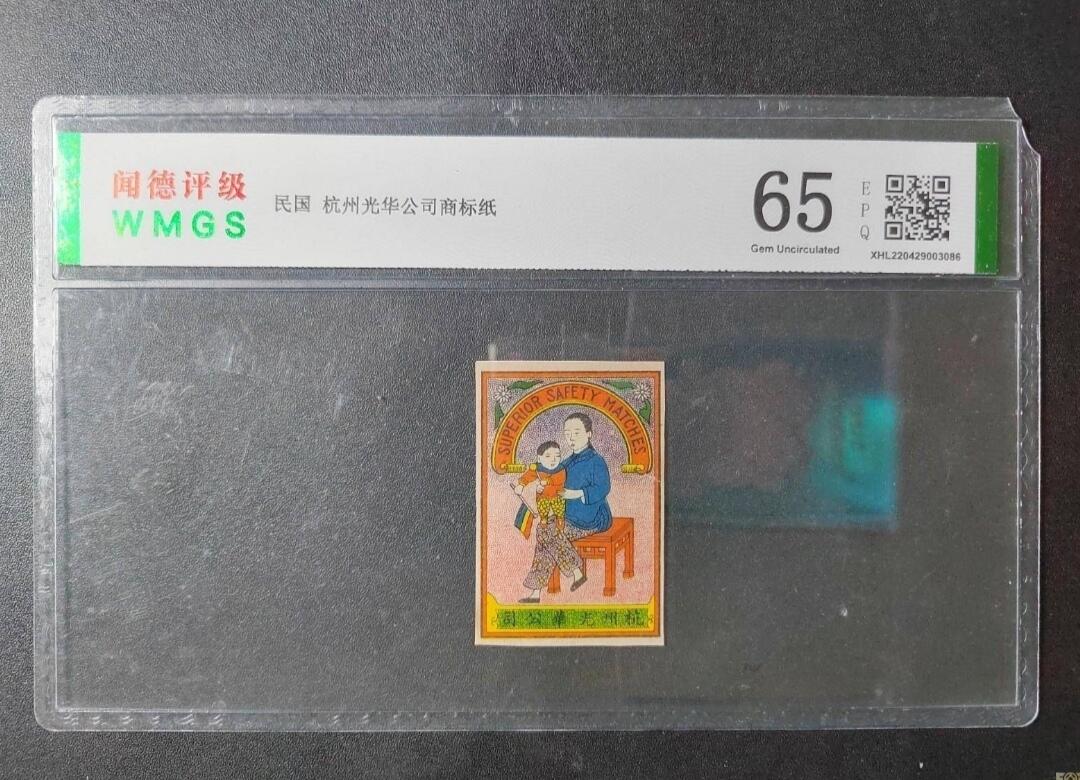 闻德评级
WMGS
民国 杭州光华公司商标纸
65
Gem Uncirculated
EPQ
XHL220429003086
SUPERIOR SAFETY MATCHES
司公華光州杭